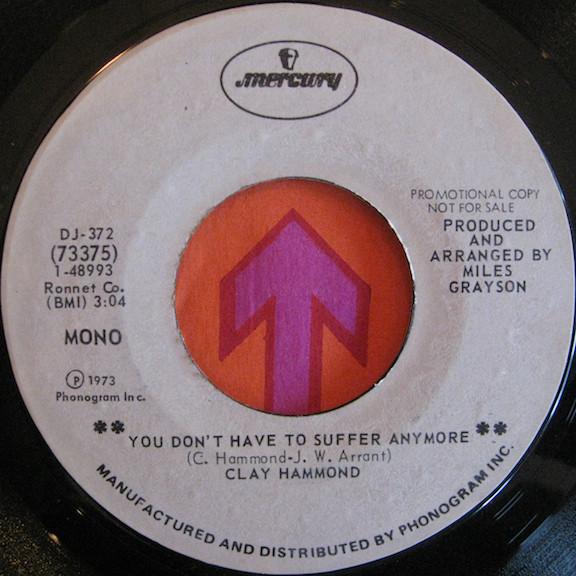 mercury
DJ-372
(73375)
1-48993
Ronnet Co.
(BMI) 3:04
MONO
℗ 1973
Phonogram Inc.
PROMOTIONAL COPY
NOT FOR SALE
PRODUCED
AND
ARRANGED BY
MILES
GRAYSON
** YOU DON'T HAVE TO SUFFER ANYMORE **
(C. Hammond-J. W. Arrant)
CLAY HAMMOND
MANUFACTURED AND DISTRIBUTED BY PHONOGRAM INC.